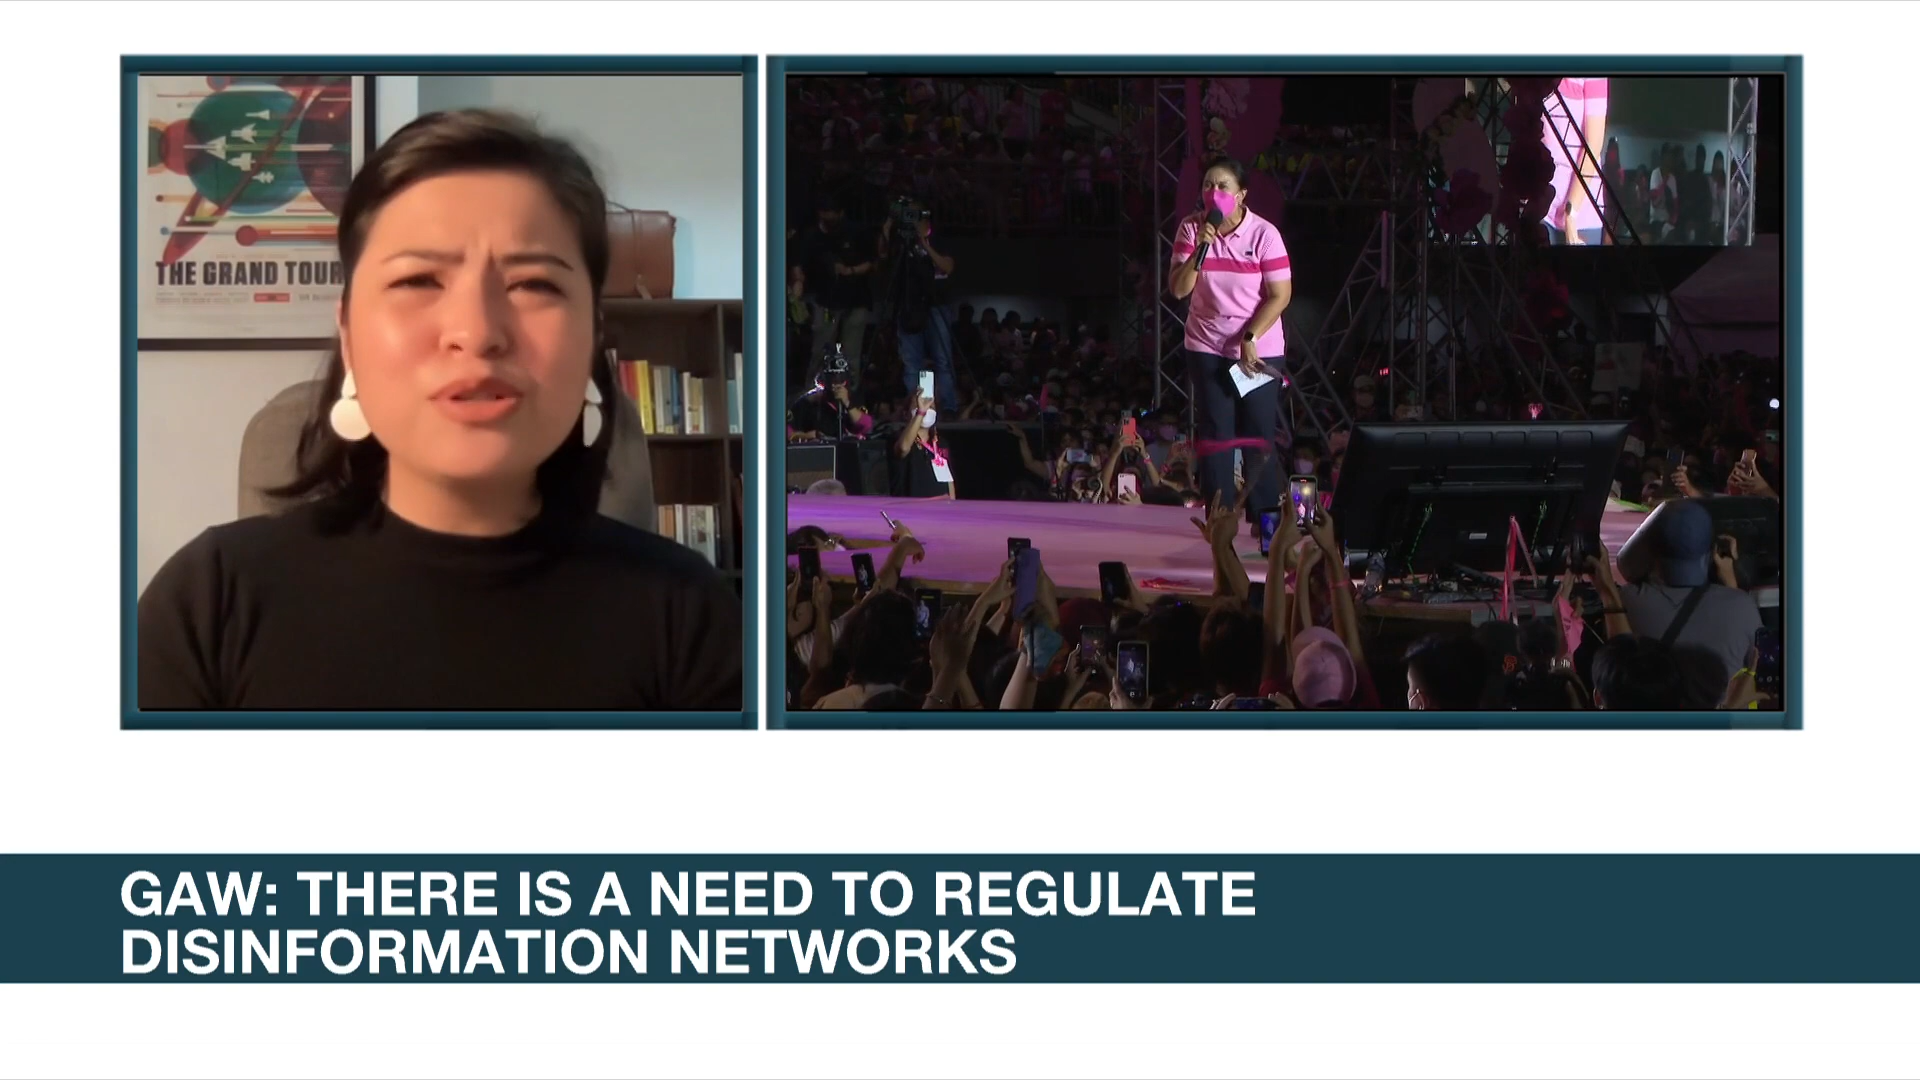 THE GRAND TOUR
GAW: THERE IS A NEED TO REGULATE
DISINFORMATION NETWORKS